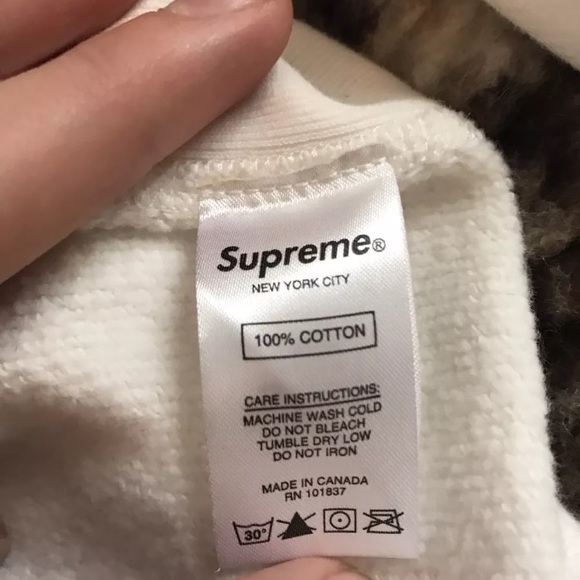 Supreme®
NEW YORK CITY
100% COTTON
CARE INSTRUCTIONS:
MACHINE WASH COLD
DO NOT BLEACH
TUMBLE DRY LOW
DO NOT IRON
MADE IN CANADA
RN 101837
30°